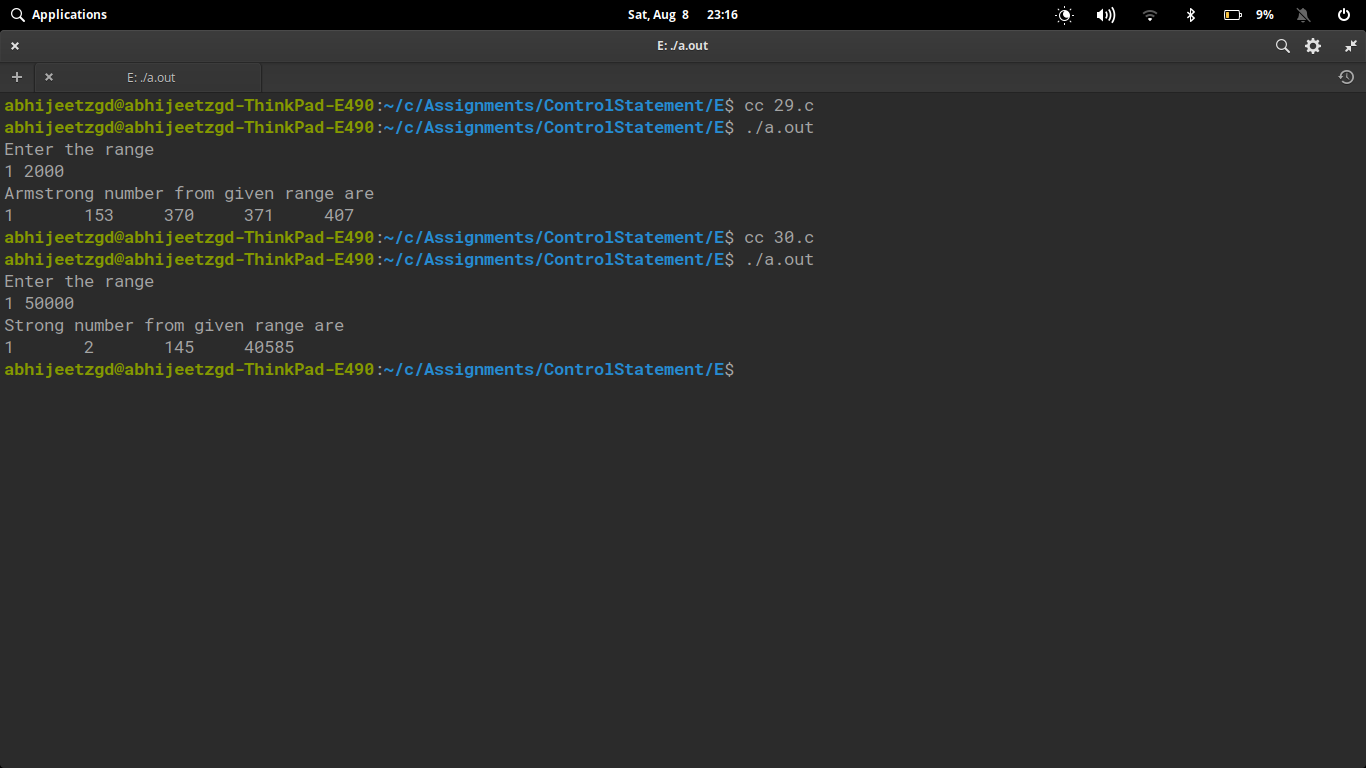 Applications Sat, Aug 8 23:16 9%
E: ./a.out
E: ./a.out
abhijeetzgd@abhijeetzgd-ThinkPad-E490:~/c/Assignments/ControlStatement/E$ cc 29.c
abhijeetzgd@abhijeetzgd-ThinkPad-E490:~/c/Assignments/ControlStatement/E$ ./a.out
Enter the range
1 2000
Armstrong number from given range are
1 153 370 371 407
abhijeetzgd@abhijeetzgd-ThinkPad-E490:~/c/Assignments/ControlStatement/E$ cc 30.c
abhijeetzgd@abhijeetzgd-ThinkPad-E490:~/c/Assignments/ControlStatement/E$ ./a.out
Enter the range
1 50000
Strong number from given range are
1 2 145 40585
abhijeetzgd@abhijeetzgd-ThinkPad-E490:~/c/Assignments/ControlStatement/E$